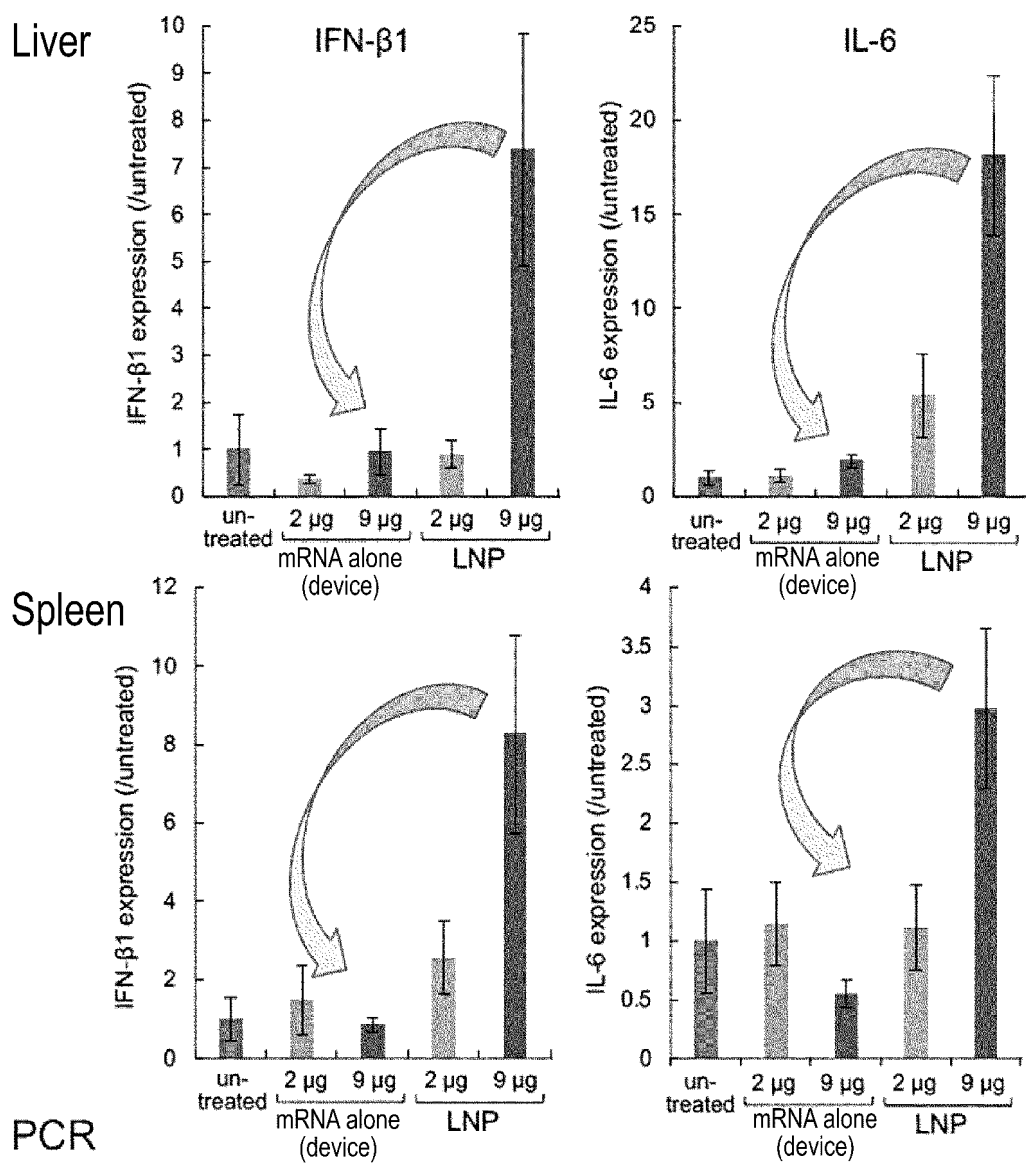 Liver
IFN-β1
IFN-β1 expression (/untreated)
10
9
8
7
6
5
4
3
2
1
0
un-
treated
2 µg
9 µg
2 µg
9 µg
mRNA alone
(device)
LNP
IL-6
IL-6 expression (/untreated)
25
20
15
10
5
0
un-
treated
2 µg
9 µg
2 µg
9 µg
mRNA alone
(device)
LNP
Spleen
IFN-β1 expression (/untreated)
12
10
8
6
4
2
0
un-
treated
2 µg
9 µg
2 µg
9 µg
mRNA alone
(device)
LNP
IL-6 expression (/untreated)
4
3.5
3
2.5
2
1.5
1
0.5
0
un-
treated
2 µg
9 µg
2 µg
9 µg
mRNA alone
(device)
LNP
PCR